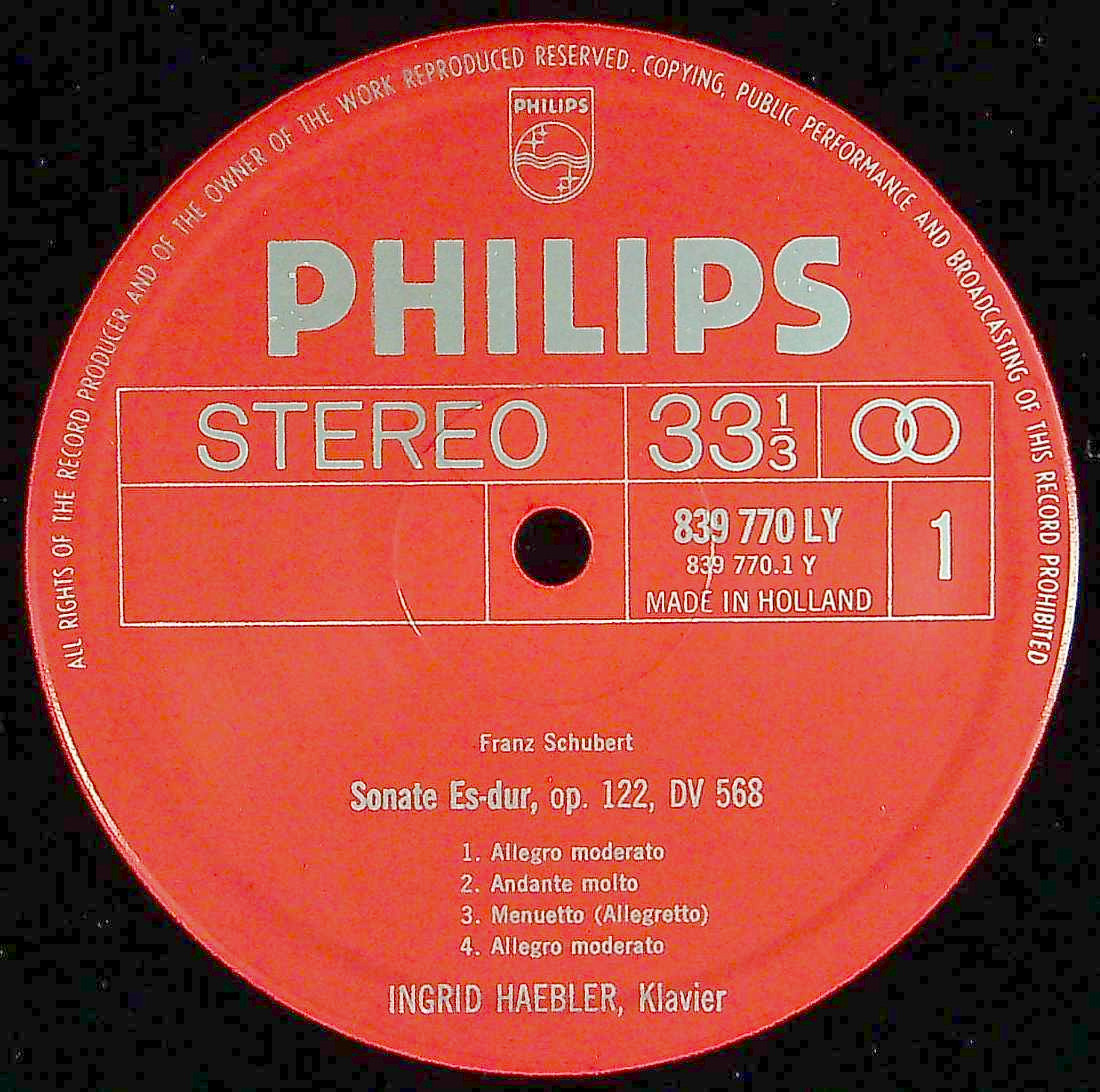 ALL RIGHTS OF THE RECORD PRODUCER AND OF THE OWNER OF THE WORK REPRODUCED RESERVED. COPYING, PUBLIC PERFORMANCE AND BROADCASTING OF THIS RECORD PROHIBITED
PHILIPS
PHILIPS
STEREO 33 1/3
839 770 LY 1
839 770.1 Y
MADE IN HOLLAND
Franz Schubert
Sonate Es-dur, op. 122, DV 568
1. Allegro moderato
2. Andante molto
3. Menuetto (Allegretto)
4. Allegro moderato
INGRID HAEBLER, Klavier